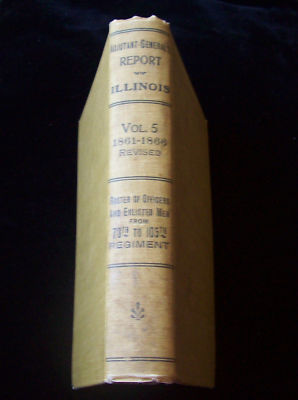 ADJUTANT-GENERAL'S
REPORT
ILLINOIS
VOL. 5
1861-1866
REVISED
ROSTER OF OFFICERS
AND ENLISTED MEN
FROM
78TH TO 105TH
REGIMENT